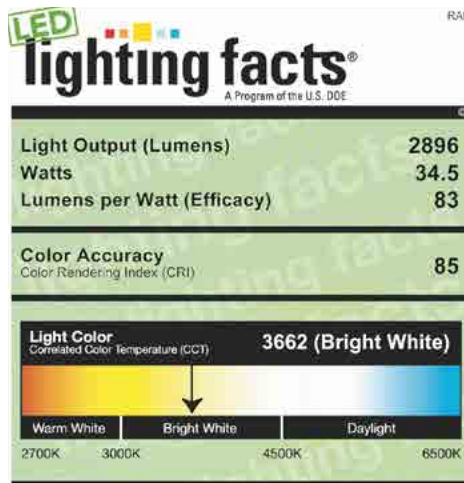 LED
RA
lighting facts®
A Program of the U.S. DOE
Light Output (Lumens) 2896
Watts 34.5
Lumens per Watt (Efficacy) 83
Color Accuracy
Color Rendering Index (CRI) 85
Light Color
Correlated Color Temperature (CCT) 3662 (Bright White)
Warm White Bright White Daylight
2700K 3000K 4500K 6500K